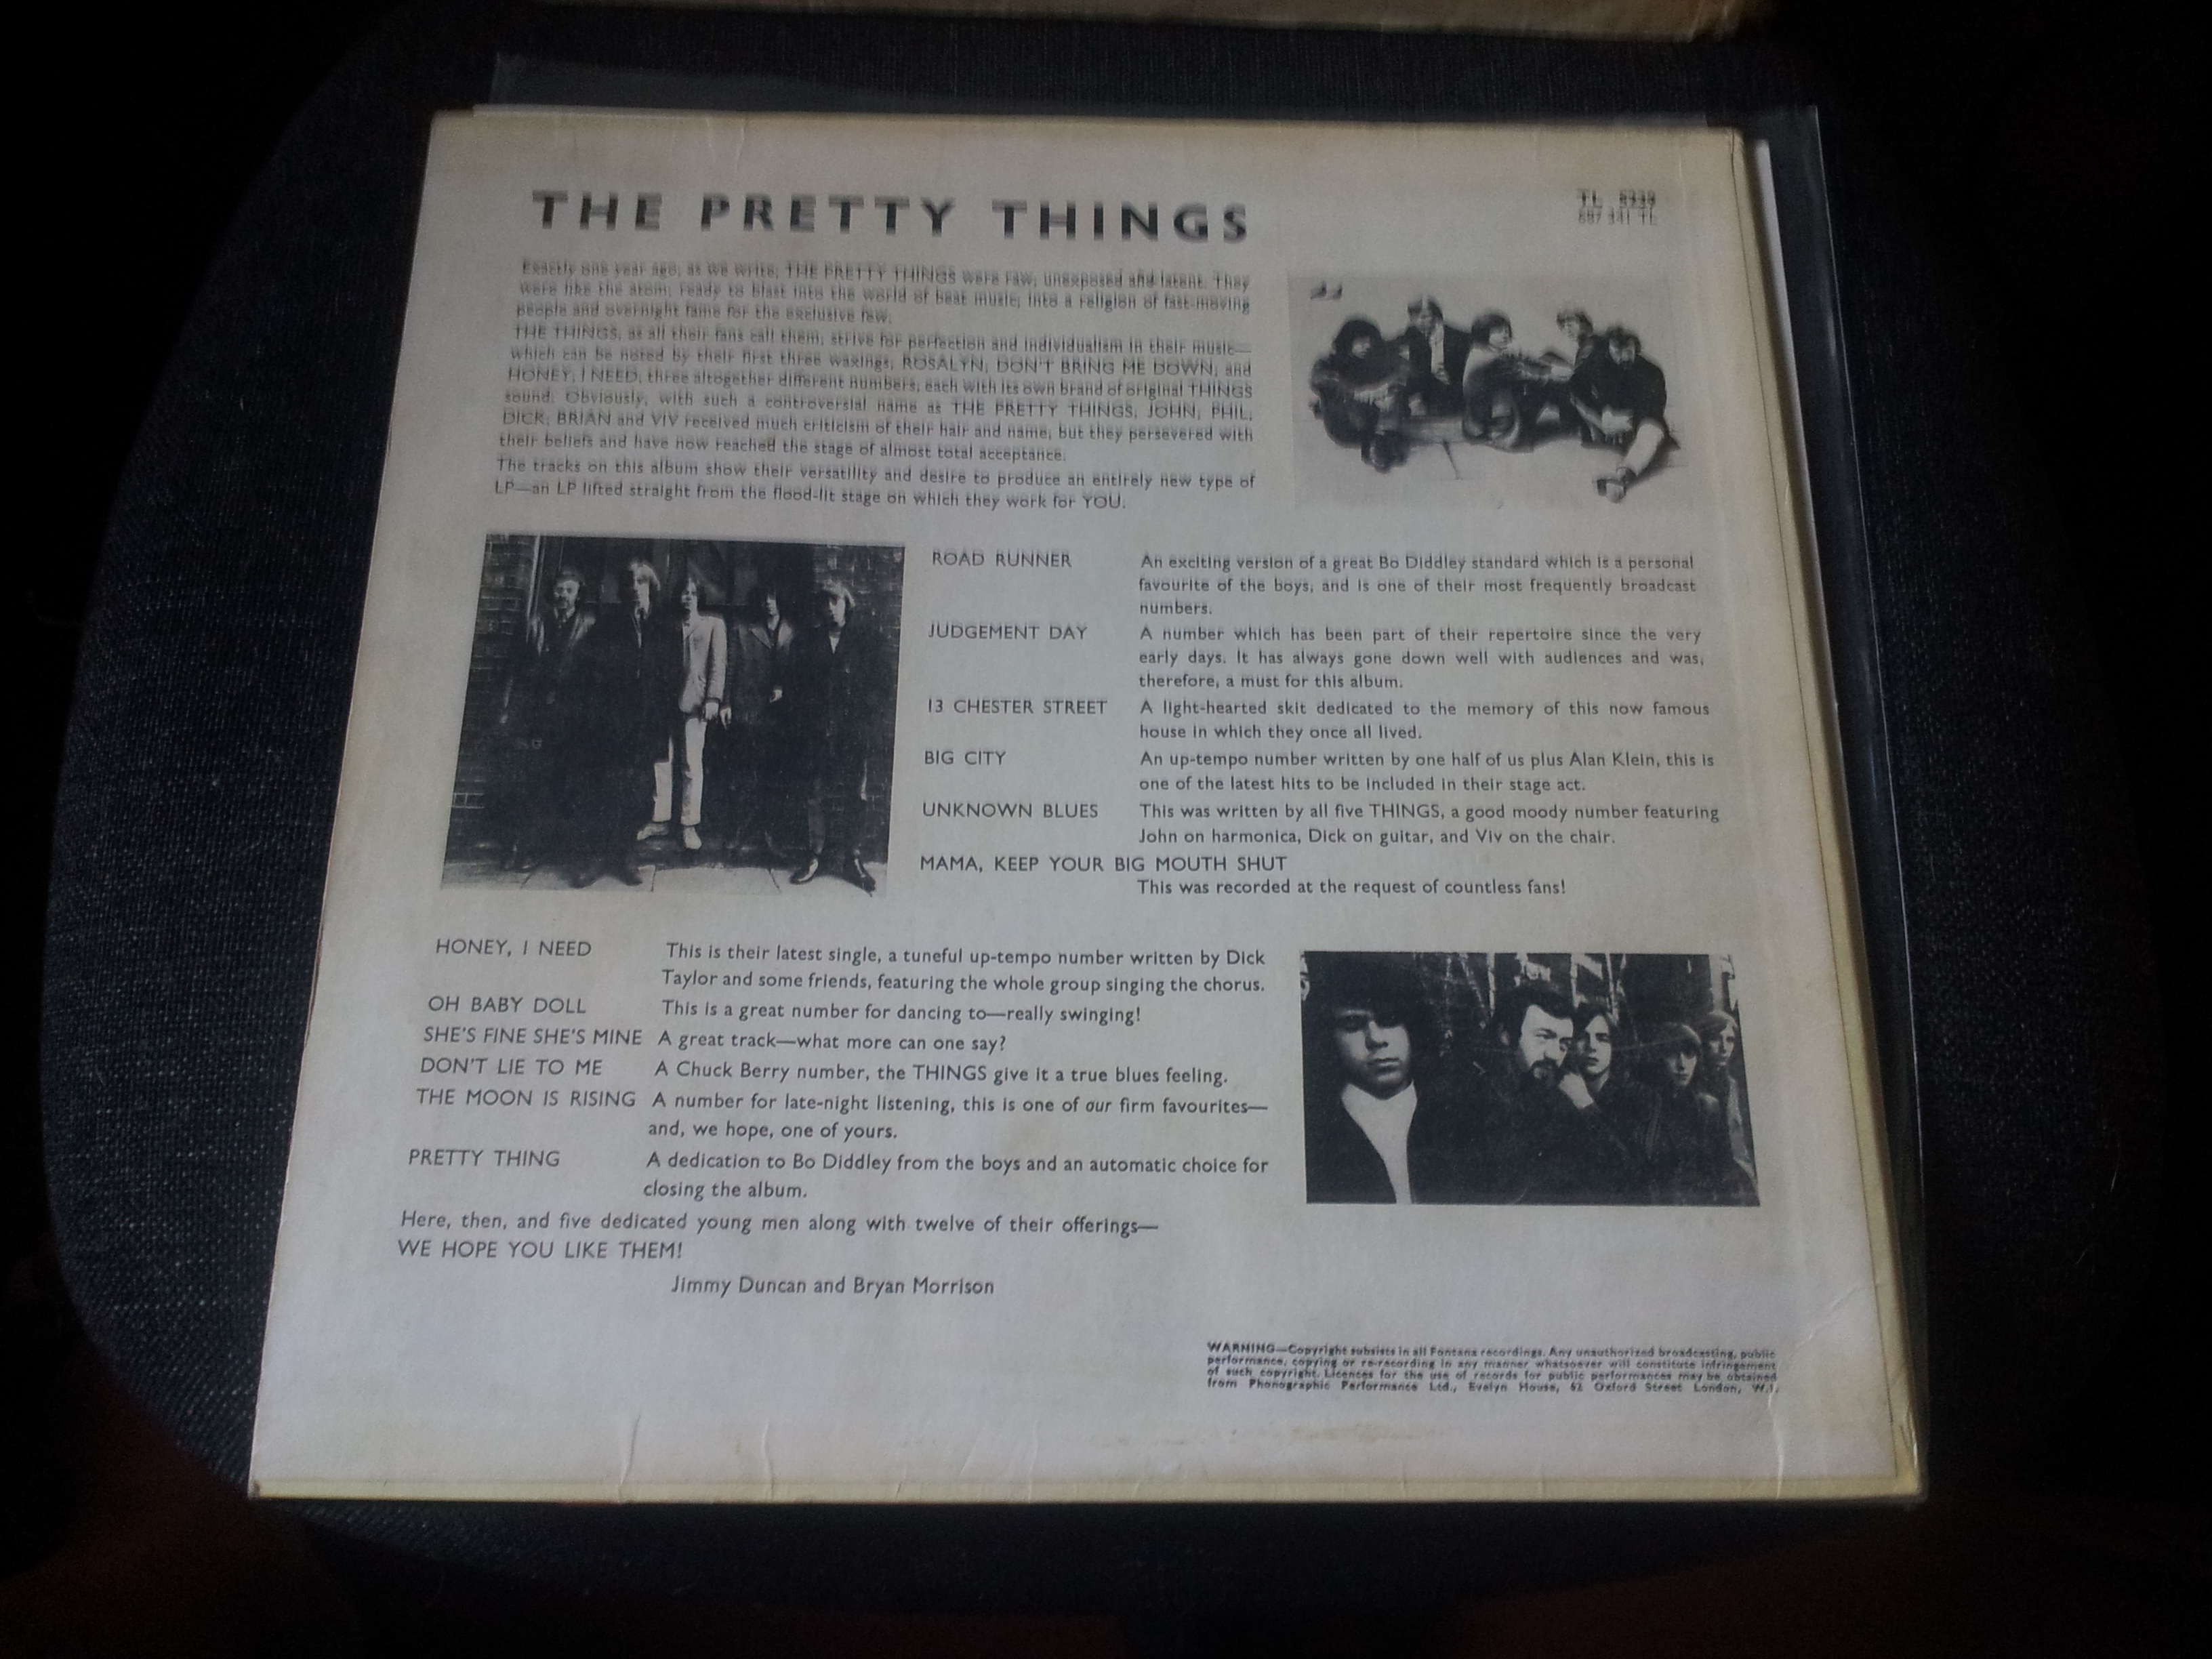 THE PRETTY THINGS
TL 5239
687 341 TL
Exactly one year ago, as we write, THE PRETTY THINGS were raw, unexposed and latent. They
were like the atom, ready to blast into the world of beat music, into a religion of fast-moving
people and overnight fame for the exclusive few.
THE THINGS, as all their fans call them, strive for perfection and individualism in their music—
which can be noted by their first three waxings, ROSALYN, DON'T BRING ME DOWN, and
HONEY, I NEED, three altogether different numbers, each with its own brand of original THINGS
sound. Obviously, with such a controversial name as THE PRETTY THINGS, JOHN, PHIL,
DICK, BRIAN and VIV received much criticism of their hair and name, but they persevered with
their beliefs and have now reached the stage of almost total acceptance.
The tracks on this album show their versatility and desire to produce an entirely new type of
LP—an LP lifted straight from the flood-lit stage on which they work for YOU.
ROAD RUNNER An exciting version of a great Bo Diddley standard which is a personal
favourite of the boys, and is one of their most frequently broadcast
numbers.
JUDGEMENT DAY A number which has been part of their repertoire since the very
early days. It has always gone down well with audiences and was,
therefore, a must for this album.
13 CHESTER STREET A light-hearted skit dedicated to the memory of this now famous
house in which they once all lived.
BIG CITY An up-tempo number written by one half of us plus Alan Klein, this is
one of the latest hits to be included in their stage act.
UNKNOWN BLUES This was written by all five THINGS, a good moody number featuring
John on harmonica, Dick on guitar, and Viv on the chair.
MAMA, KEEP YOUR BIG MOUTH SHUT
This was recorded at the request of countless fans!
HONEY, I NEED This is their latest single, a tuneful up-tempo number written by Dick
Taylor and some friends, featuring the whole group singing the chorus.
OH BABY DOLL This is a great number for dancing to—really swinging!
SHE'S FINE SHE'S MINE A great track—what more can one say?
DON'T LIE TO ME A Chuck Berry number, the THINGS give it a true blues feeling.
THE MOON IS RISING A number for late-night listening, this is one of our firm favourites—
and, we hope, one of yours.
PRETTY THING A dedication to Bo Diddley from the boys and an automatic choice for
closing the album.
Here, then, and five dedicated young men along with twelve of their offerings—
WE HOPE YOU LIKE THEM!
Jimmy Duncan and Bryan Morrison
WARNING—Copyright subsists in all Fontana recordings. Any unauthorized broadcasting, public
performance, copying or re-recording in any manner whatsoever will constitute infringement
of such copyright. Licences for the use of records for public performances may be obtained
from Phonographic Performance Ltd., Evelyn House, 62 Oxford Street London, W.1.